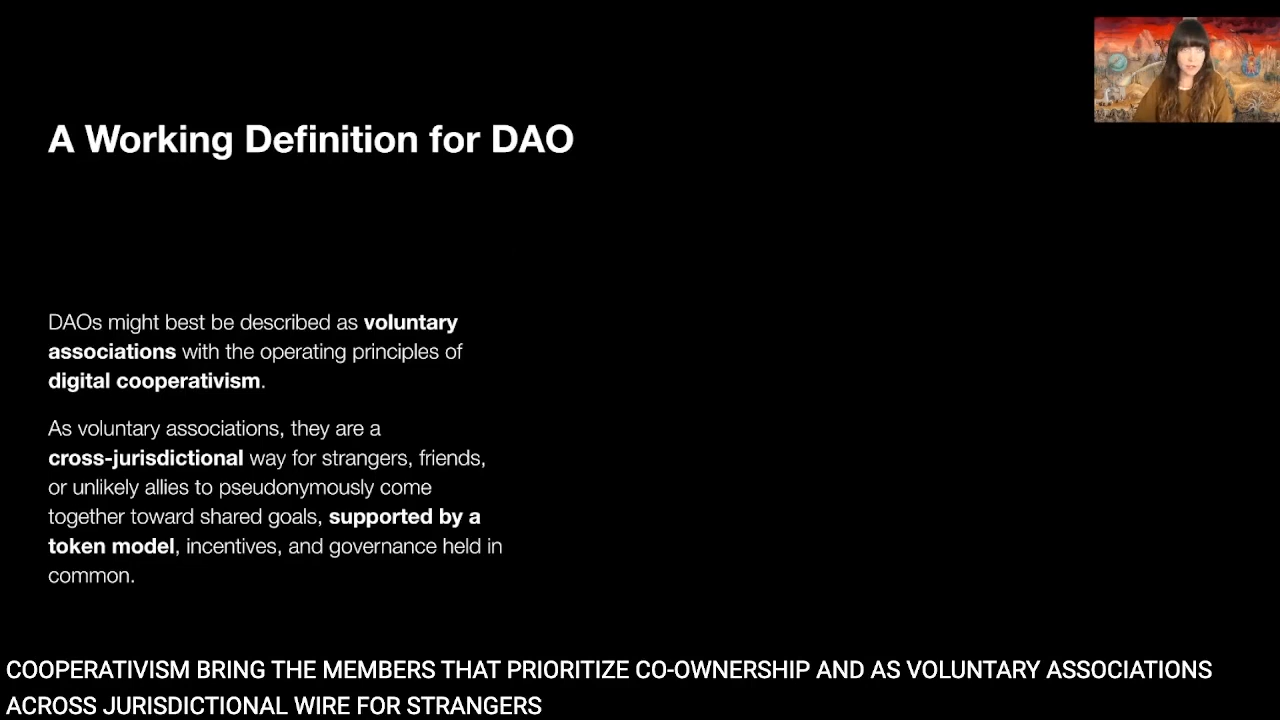 A Working Definition for DAO
DAOs might best be described as voluntary
associations with the operating principles of
digital cooperativism.
As voluntary associations, they are a
cross-jurisdictional way for strangers, friends,
or unlikely allies to pseudonymously come
together toward shared goals, supported by a
token model, incentives, and governance held in
common.
COOPERATIVISM BRING THE MEMBERS THAT PRIORITIZE CO-OWNERSHIP AND AS VOLUNTARY ASSOCIATIONS
ACROSS JURISDICTIONAL WIRE FOR STRANGERS